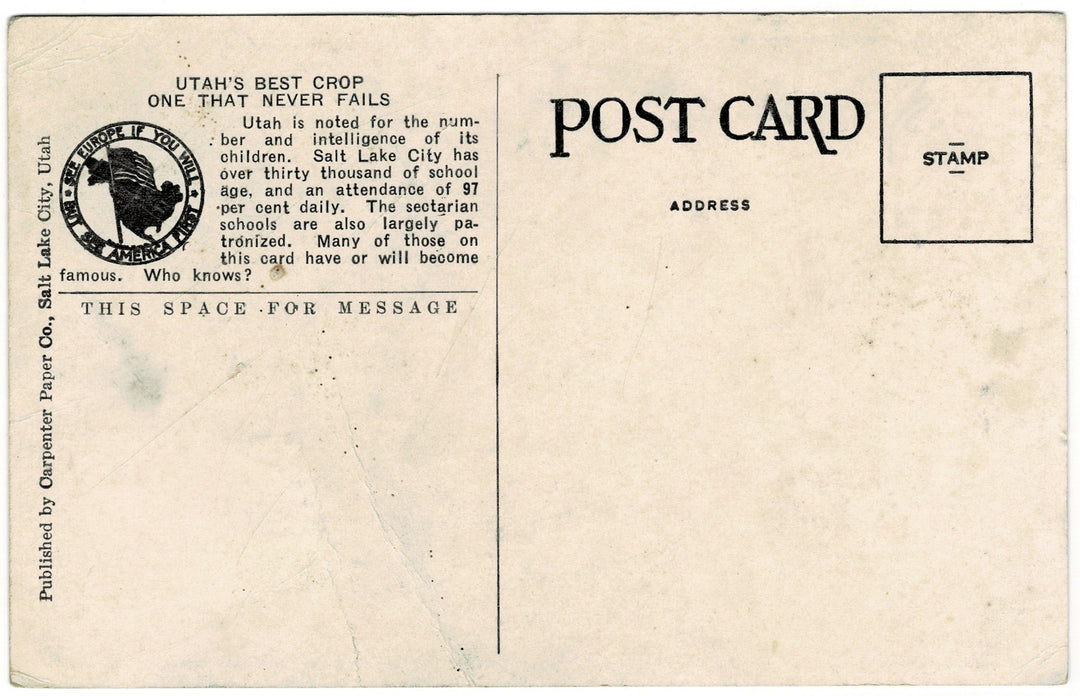 UTAH'S BEST CROP
ONE THAT NEVER FAILS
Utah is noted for the num-
ber and intelligence of its
children. Salt Lake City has
over thirty thousand of school
age, and an attendance of 97
per cent daily. The sectarian
schools are also largely pa-
tronized. Many of those on
this card have or will become
famous. Who knows?
SEE EUROPE IF YOU WILL
BUT SEE AMERICA FIRST
THIS SPACE FOR MESSAGE
Published by Carpenter Paper Co., Salt Lake City, Utah
POST CARD
ADDRESS
STAMP